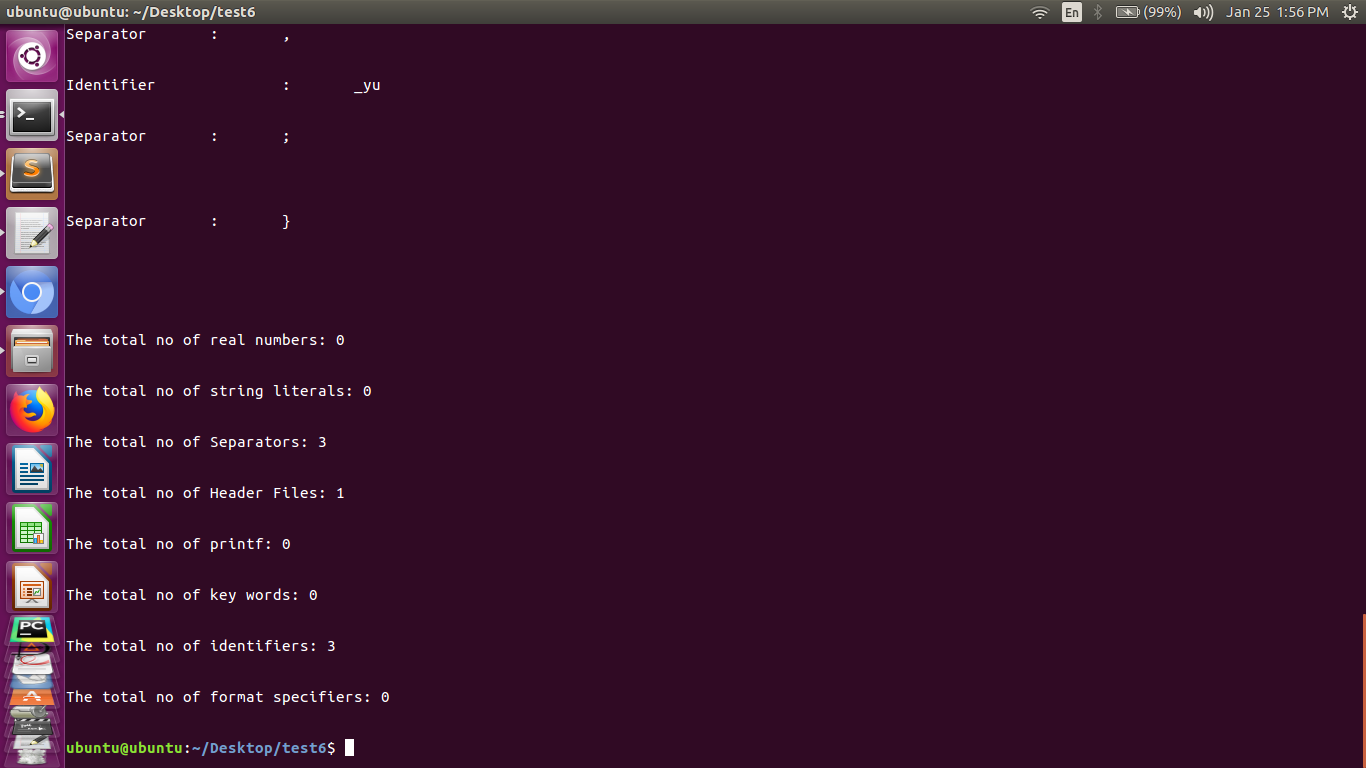 ubuntu@ubuntu: ~/Desktop/test6
En
(99%)
Jan 25 1:56 PM
Separator : ,
Identifier : _yu
Separator : ;
Separator : }
The total no of real numbers: 0
The total no of string literals: 0
The total no of Separators: 3
The total no of Header Files: 1
The total no of printf: 0
The total no of key words: 0
The total no of identifiers: 3
The total no of format specifiers: 0
ubuntu@ubuntu:~/Desktop/test6$
>_
S
PC